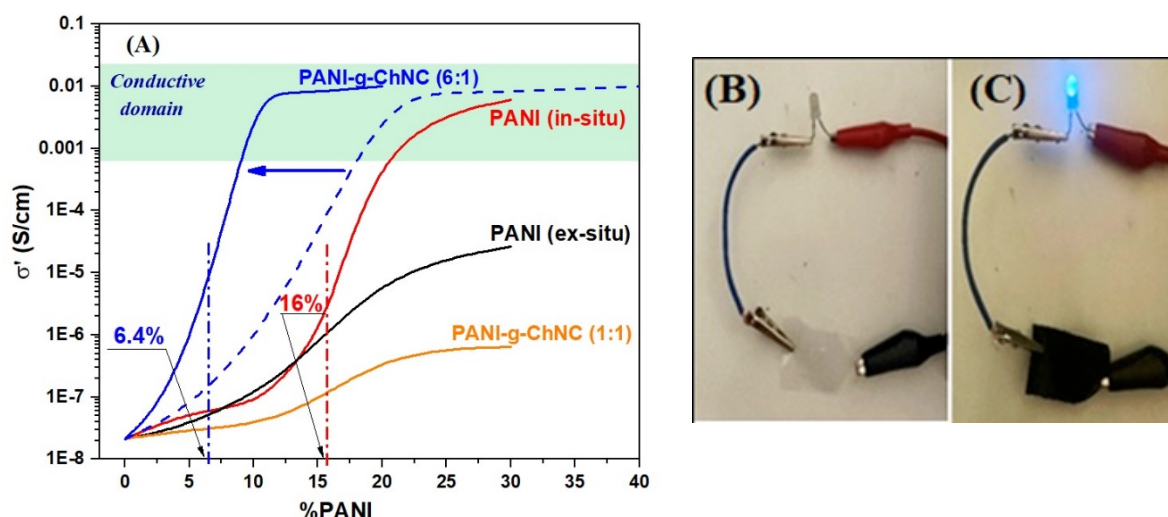 (A)
0.1
0.01
0.001
1E-4
1E-5
1E-6
1E-7
1E-8
σ' (S/cm)
Conductive
domain
PANI-g-ChNC (6:1)
PANI (in-situ)
PANI (ex-situ)
PANI-g-ChNC (1:1)
6.4%
16%
0 5 10 15 20 25 30 35 40
%PANI
(B)
(C)